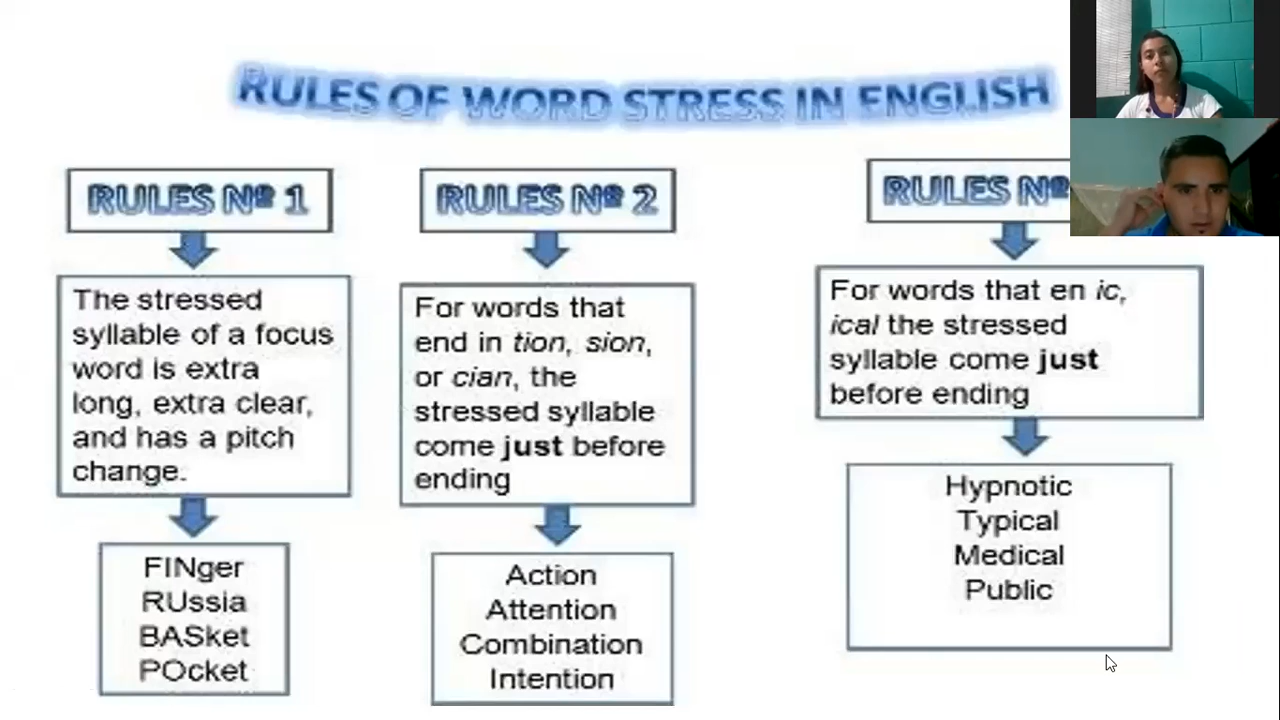 RULES OF WORD STRESS IN ENGLISH
RULES Nº 1
The stressed
syllable of a focus
word is extra
long, extra clear,
and has a pitch
change.
FINger
RUssia
BASket
POcket
RULES Nº 2
For words that
end in tion, sion,
or cian, the
stressed syllable
come just before
ending
Action
Attention
Combination
Intention
RULES Nº
For words that en ic,
ical the stressed
syllable come just
before ending
Hypnotic
Typical
Medical
Public